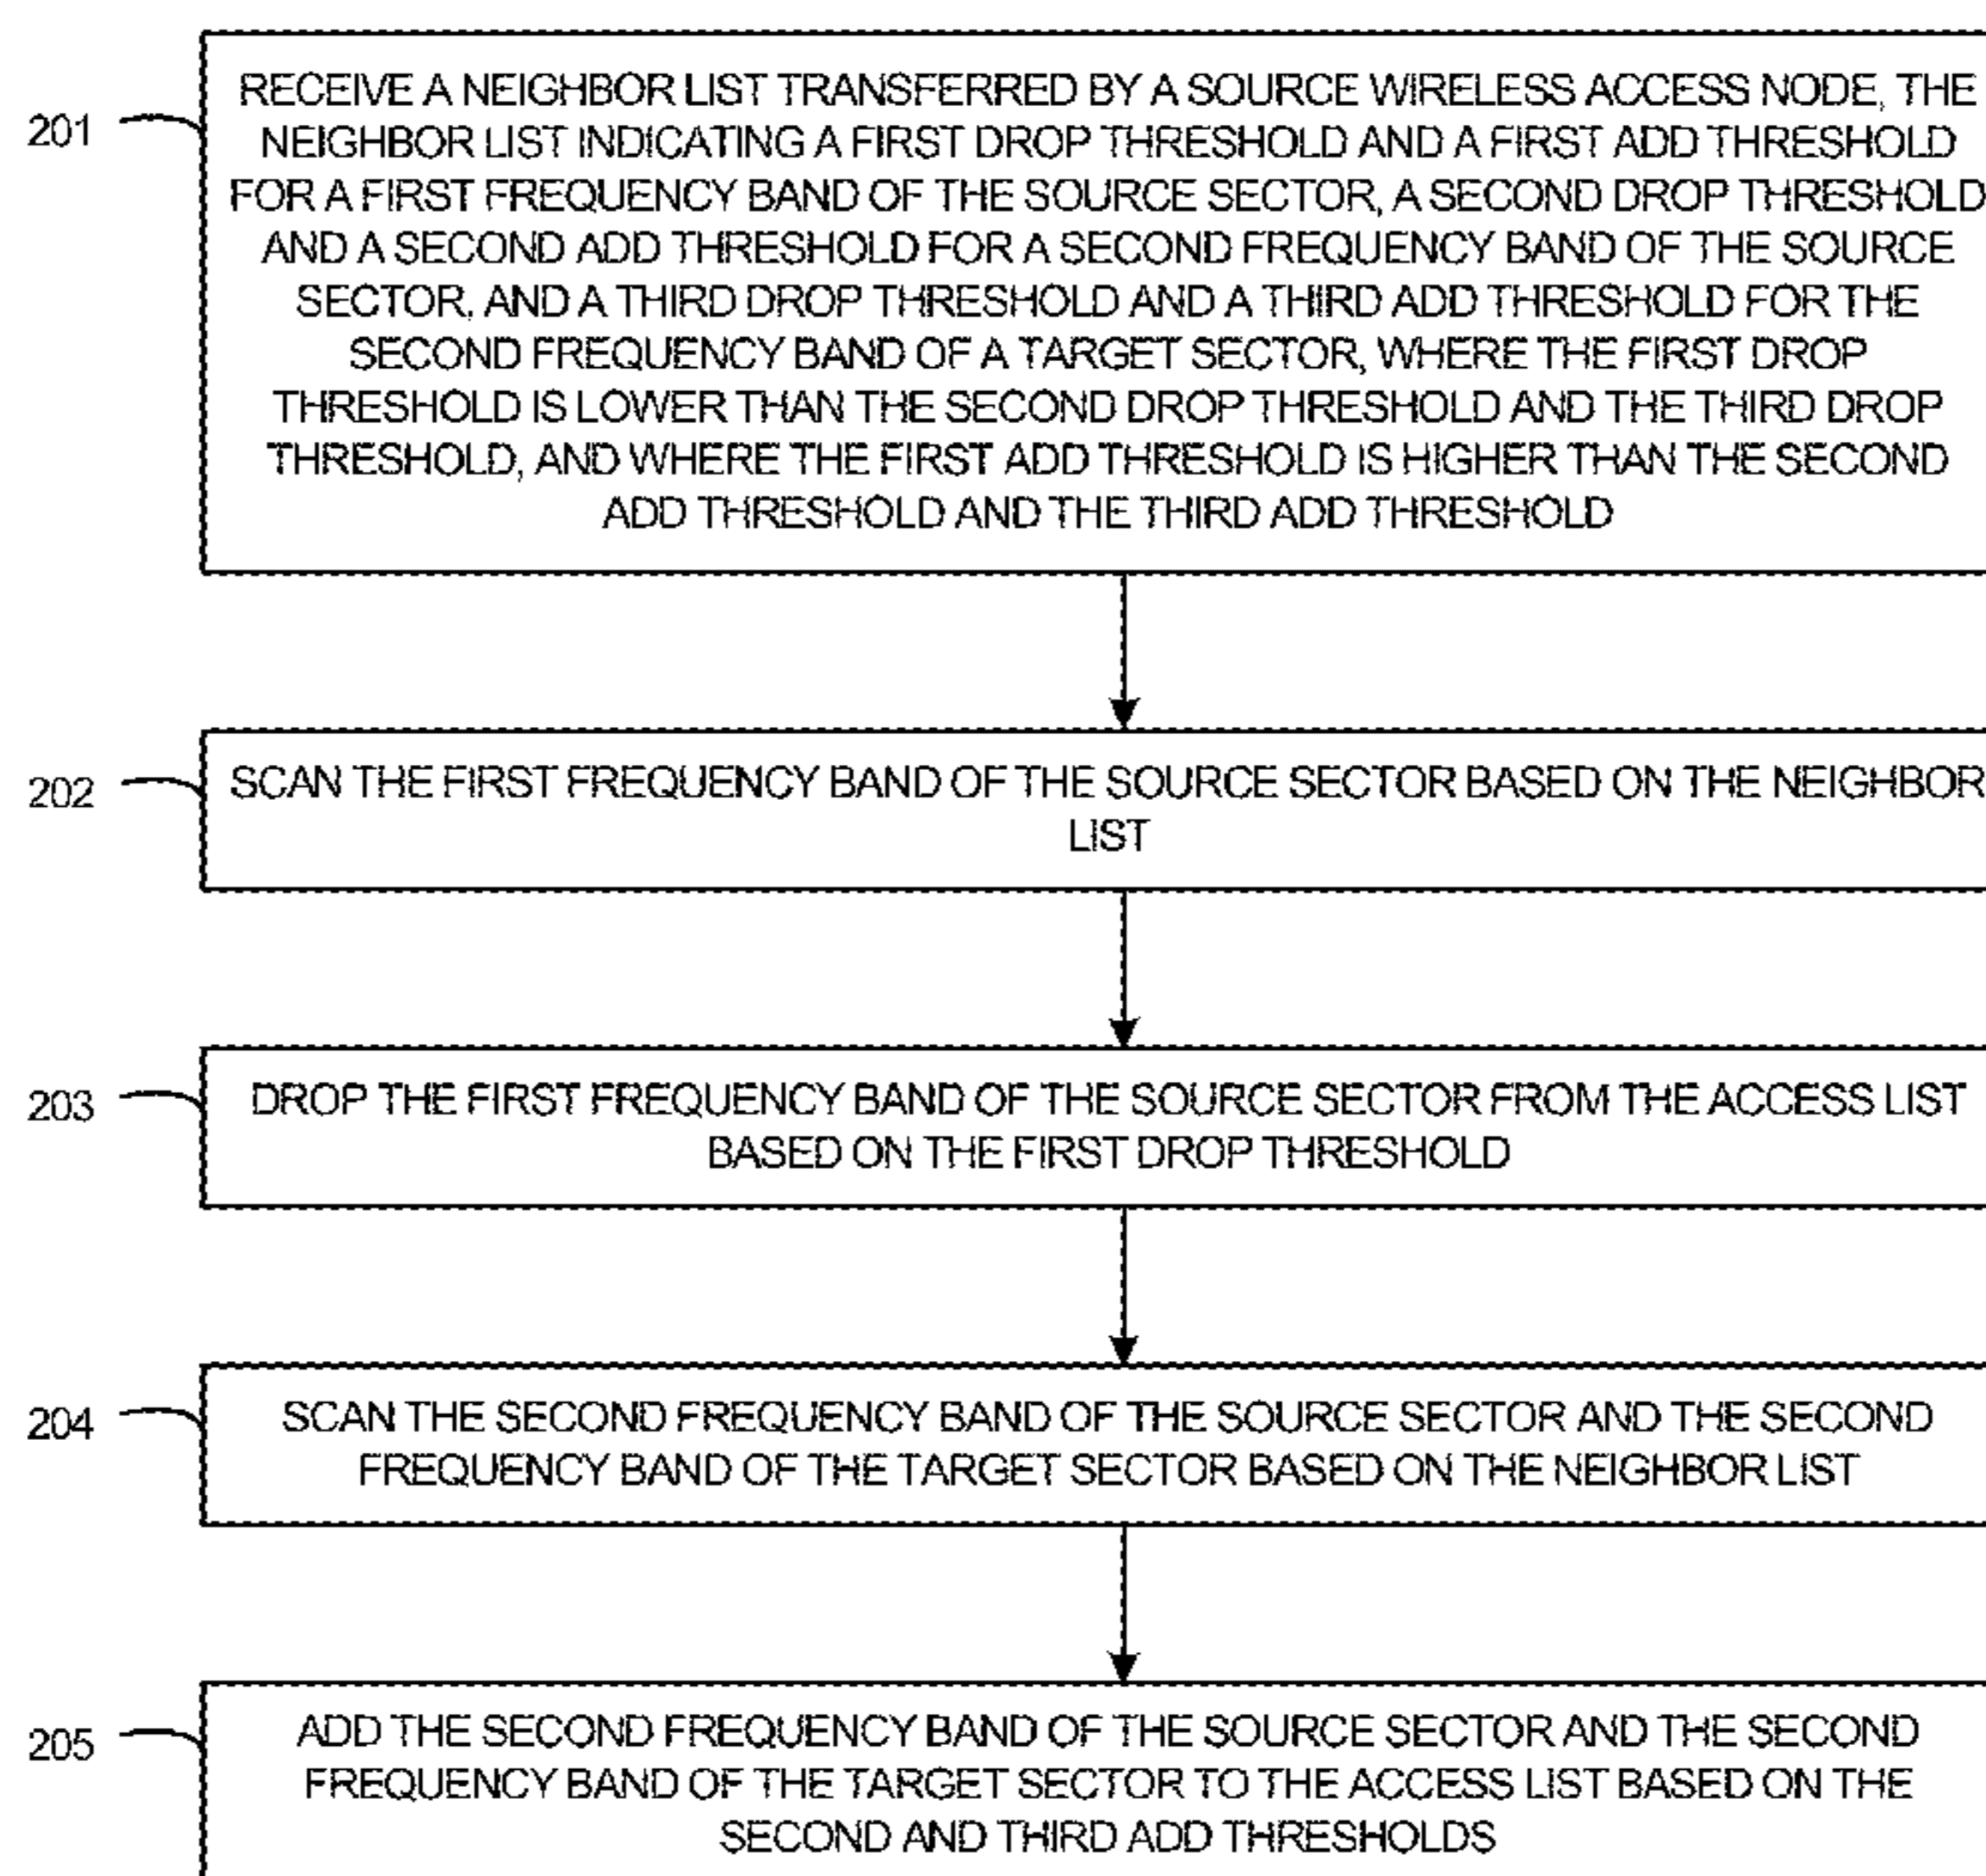 201
RECEIVE A NEIGHBOR LIST TRANSFERRED BY A SOURCE WIRELESS ACCESS NODE, THE
NEIGHBOR LIST INDICATING A FIRST DROP THRESHOLD AND A FIRST ADD THRESHOLD
FOR A FIRST FREQUENCY BAND OF THE SOURCE SECTOR, A SECOND DROP THRESHOLD
AND A SECOND ADD THRESHOLD FOR A SECOND FREQUENCY BAND OF THE SOURCE
SECTOR, AND A THIRD DROP THRESHOLD AND A THIRD ADD THRESHOLD FOR THE
SECOND FREQUENCY BAND OF A TARGET SECTOR, WHERE THE FIRST DROP
THRESHOLD IS LOWER THAN THE SECOND DROP THRESHOLD AND THE THIRD DROP
THRESHOLD, AND WHERE THE FIRST ADD THRESHOLD IS HIGHER THAN THE SECOND
ADD THRESHOLD AND THE THIRD ADD THRESHOLD
202
SCAN THE FIRST FREQUENCY BAND OF THE SOURCE SECTOR BASED ON THE NEIGHBOR
LIST
203
DROP THE FIRST FREQUENCY BAND OF THE SOURCE SECTOR FROM THE ACCESS LIST
BASED ON THE FIRST DROP THRESHOLD
204
SCAN THE SECOND FREQUENCY BAND OF THE SOURCE SECTOR AND THE SECOND
FREQUENCY BAND OF THE TARGET SECTOR BASED ON THE NEIGHBOR LIST
205
ADD THE SECOND FREQUENCY BAND OF THE SOURCE SECTOR AND THE SECOND
FREQUENCY BAND OF THE TARGET SECTOR TO THE ACCESS LIST BASED ON THE
SECOND AND THIRD ADD THRESHOLDS